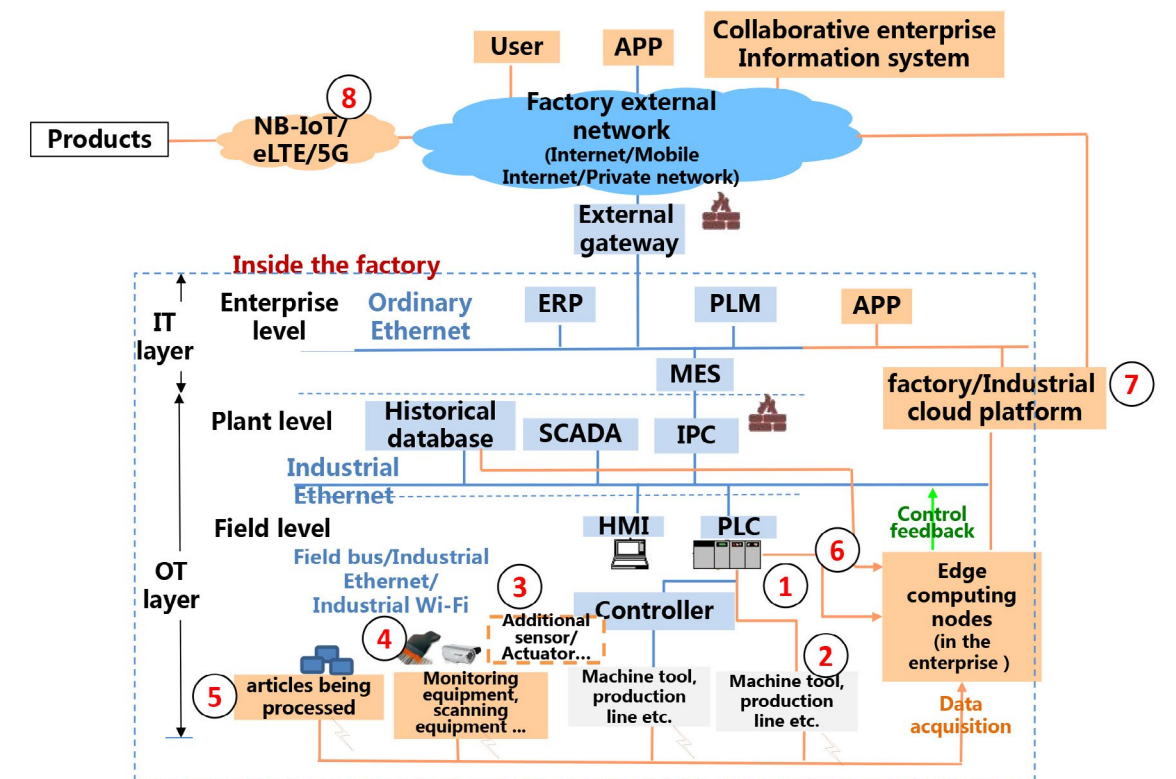 User
APP
Collaborative enterprise
Information system
8
Products
NB-IoT/
eLTE/5G
Factory external
network
(Internet/Mobile
Internet/Private network)
External
gateway
Inside the factory
IT
layer
Enterprise
level
Ordinary
Ethernet
ERP
PLM
APP
MES
factory/Industrial
cloud platform
7
Plant level
Historical
database
SCADA
IPC
Industrial
Ethernet
Field level
HMI
PLC
Control
feedback
6
OT
layer
Field bus/Industrial
Ethernet/
Industrial Wi-Fi
3
1
Edge
computing
nodes
(in the
enterprise )
Controller
Additional
sensor/
Actuator...
4
2
5
articles being
processed
Monitoring
equipment,
scanning
equipment ...
Machine tool,
production
line etc.
Machine tool,
production
line etc.
Data
acquisition